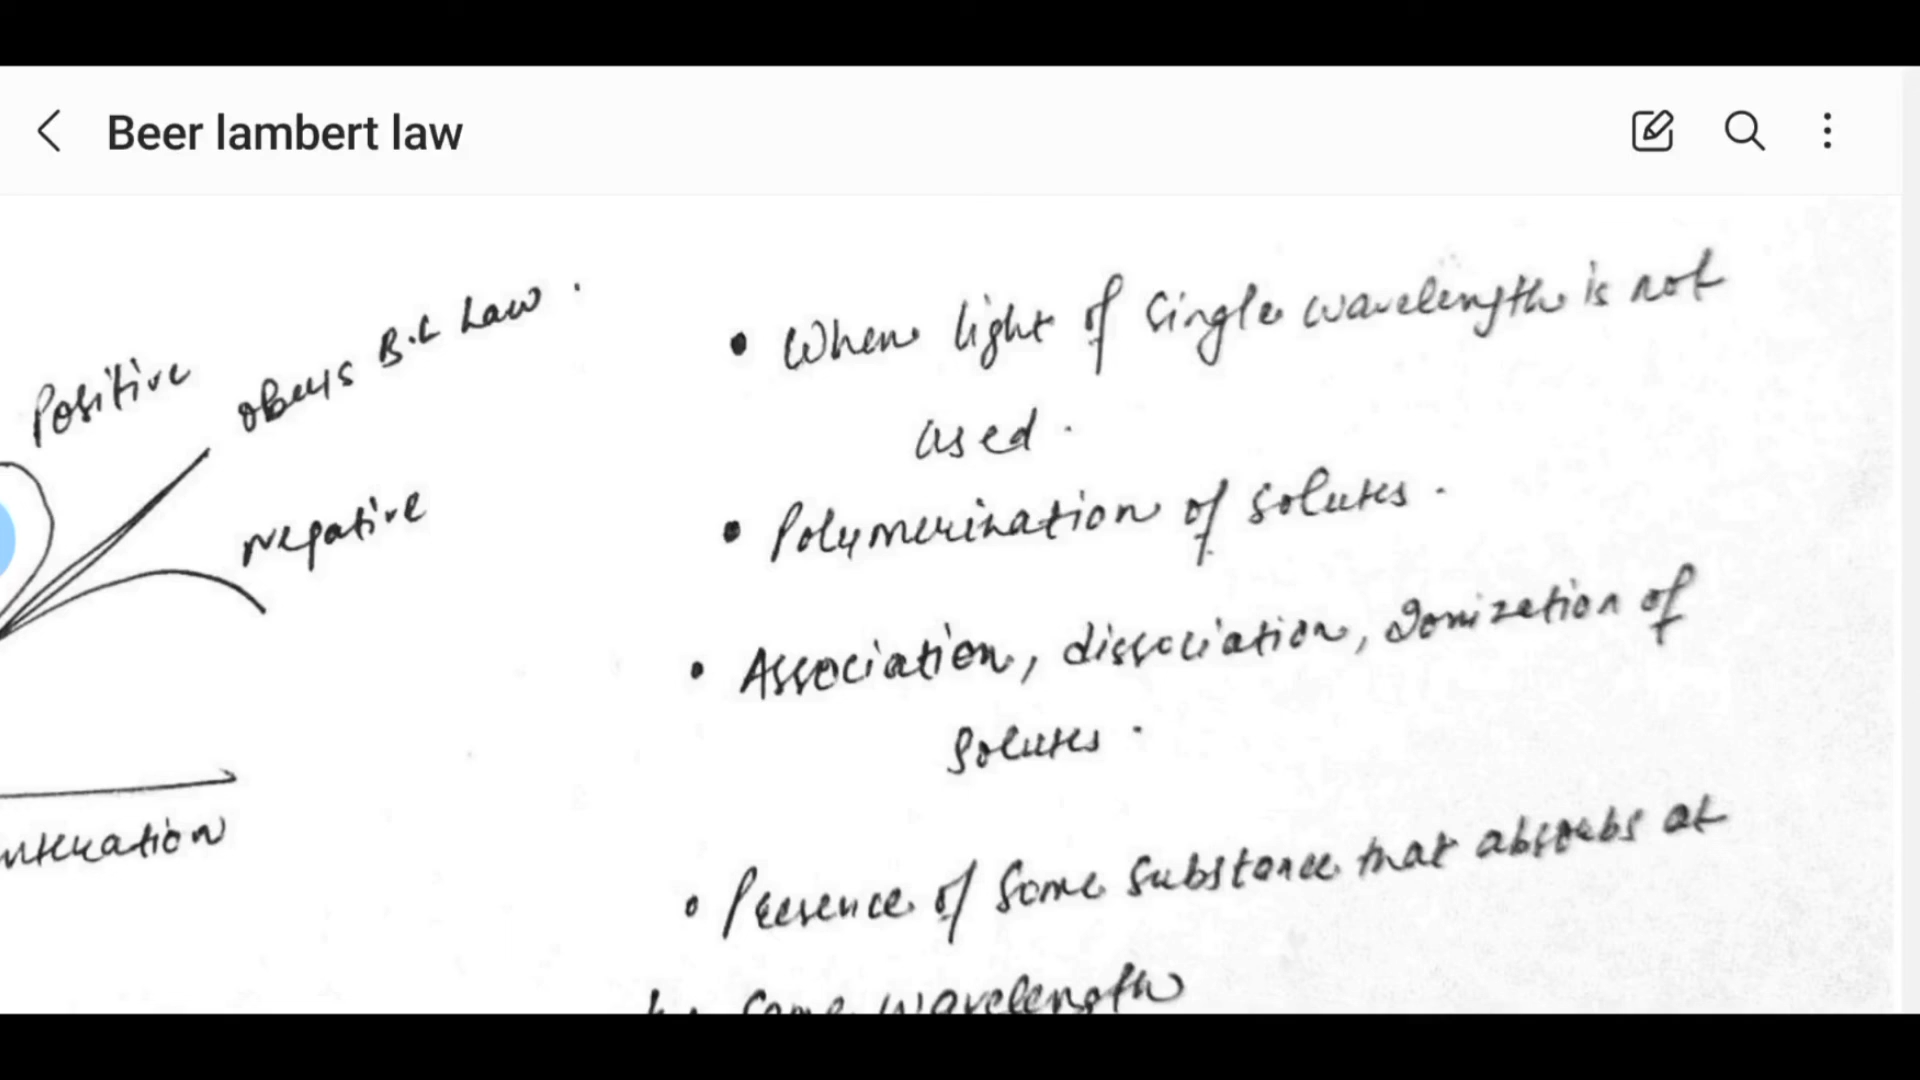 Beer lambert law
Positive
obeys B.L Law.
negative
• When light of single wavelength is not
used.
• Polymerization of solutes.
• Association, dissociation, Ionization of
solutes.
• Presence of some substance that absorbs at
same wavelength